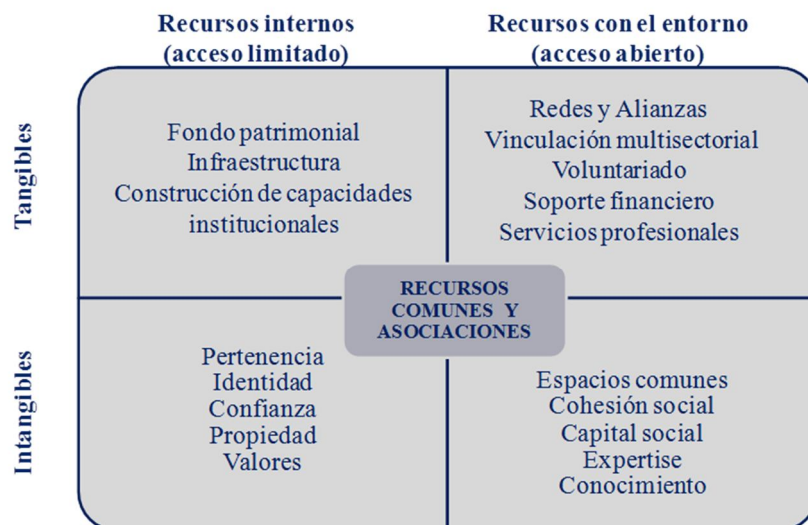 Recursos internos
(acceso limitado)
Recursos con el entorno
(acceso abierto)
Tangibles
Fondo patrimonial
Infraestructura
Construcción de capacidades
institucionales
Redes y Alianzas
Vinculación multisectorial
Voluntariado
Soporte financiero
Servicios profesionales
RECURSOS
COMUNES Y
ASOCIACIONES
Intangibles
Pertenencia
Identidad
Confianza
Propiedad
Valores
Espacios comunes
Cohesión social
Capital social
Expertise
Conocimiento